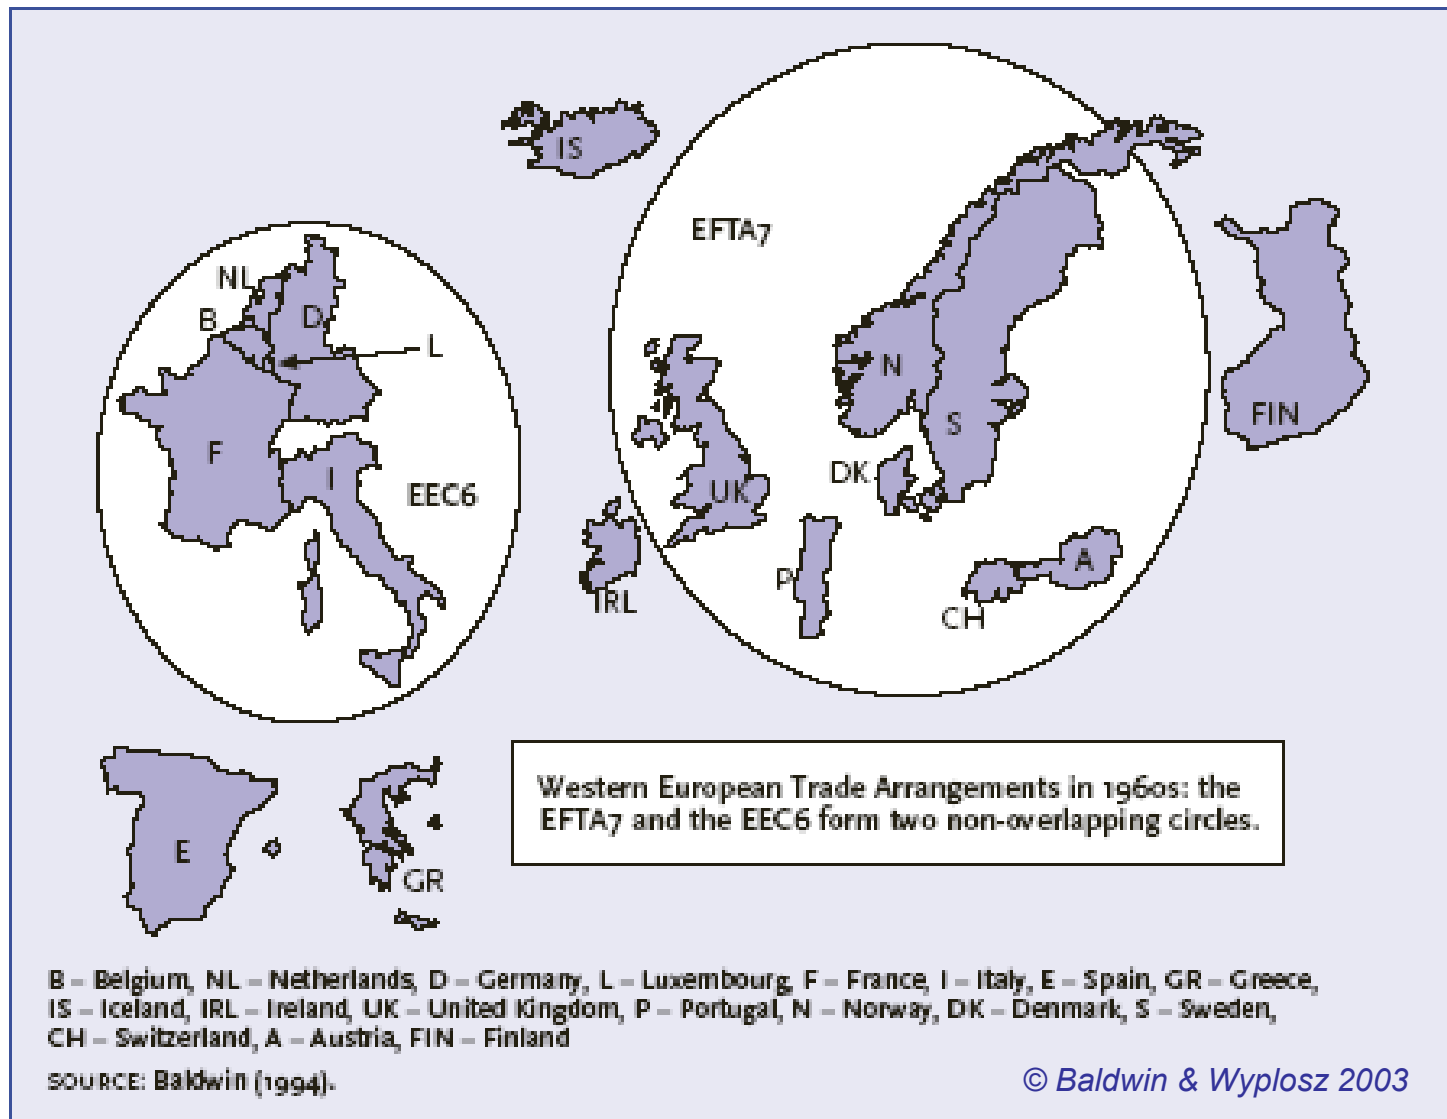 IS
EFTA7
NL
D
B
L
N
FIN
F
S
I
DK
EEC6
UK
A
P
IRL
CH
Western European Trade Arrangements in 1960s: the
EFTA7 and the EEC6 form two non-overlapping circles.
E
GR
B – Belgium, NL – Netherlands, D – Germany, L – Luxembourg, F – France, I – Italy, E – Spain, GR – Greece,
IS – Iceland, IRL – Ireland, UK – United Kingdom, P – Portugal, N – Norway, DK – Denmark, S – Sweden,
CH – Switzerland, A – Austria, FIN – Finland
SOURCE: Baldwin (1994).
© Baldwin & Wyplosz 2003